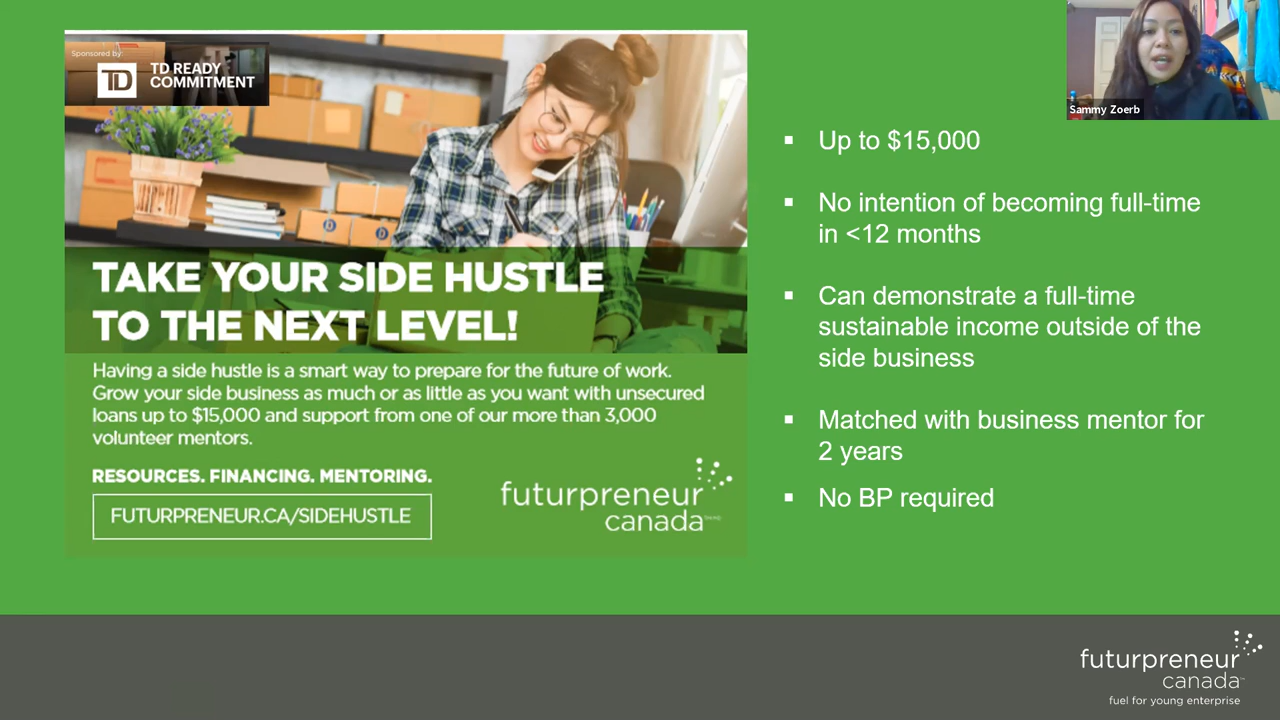 Sponsored by:
TD
TD READY
COMMITMENT
TAKE YOUR SIDE HUSTLE
TO THE NEXT LEVEL!
Having a side hustle is a smart way to prepare for the future of work.
Grow your side business as much or as little as you want with unsecured
loans up to $15,000 and support from one of our more than 3,000
volunteer mentors.
RESOURCES. FINANCING. MENTORING.
FUTURPRENEUR.CA/SIDEHUSTLE
futurpreneur
canada
Sammy Zoerb
▪ Up to $15,000
▪ No intention of becoming full-time
in <12 months
▪ Can demonstrate a full-time
sustainable income outside of the
side business
▪ Matched with business mentor for
2 years
▪ No BP required
futurpreneur
canada
fuel for young enterprise